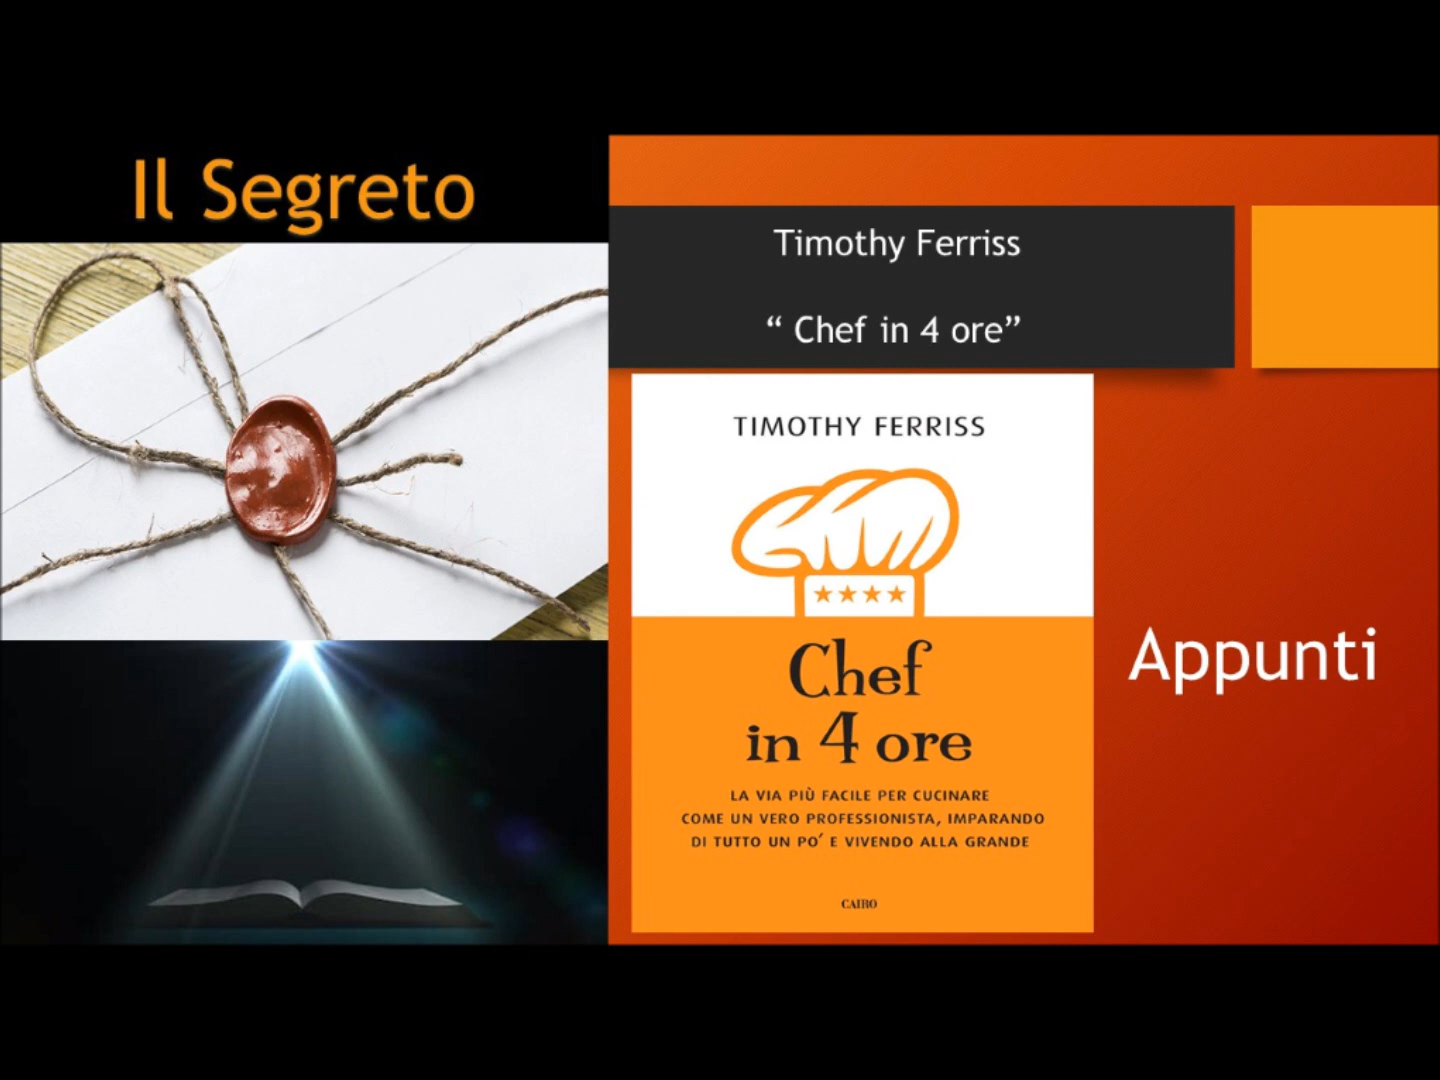 Il Segreto
Timothy Ferriss
“ Chef in 4 ore”
TIMOTHY FERRISS
Chef
in 4 ore
LA VIA PIÙ FACILE PER CUCINARE
COME UN VERO PROFESSIONISTA, IMPARANDO
DI TUTTO UN PO’ E VIVENDO ALLA GRANDE
CAIRO
Appunti